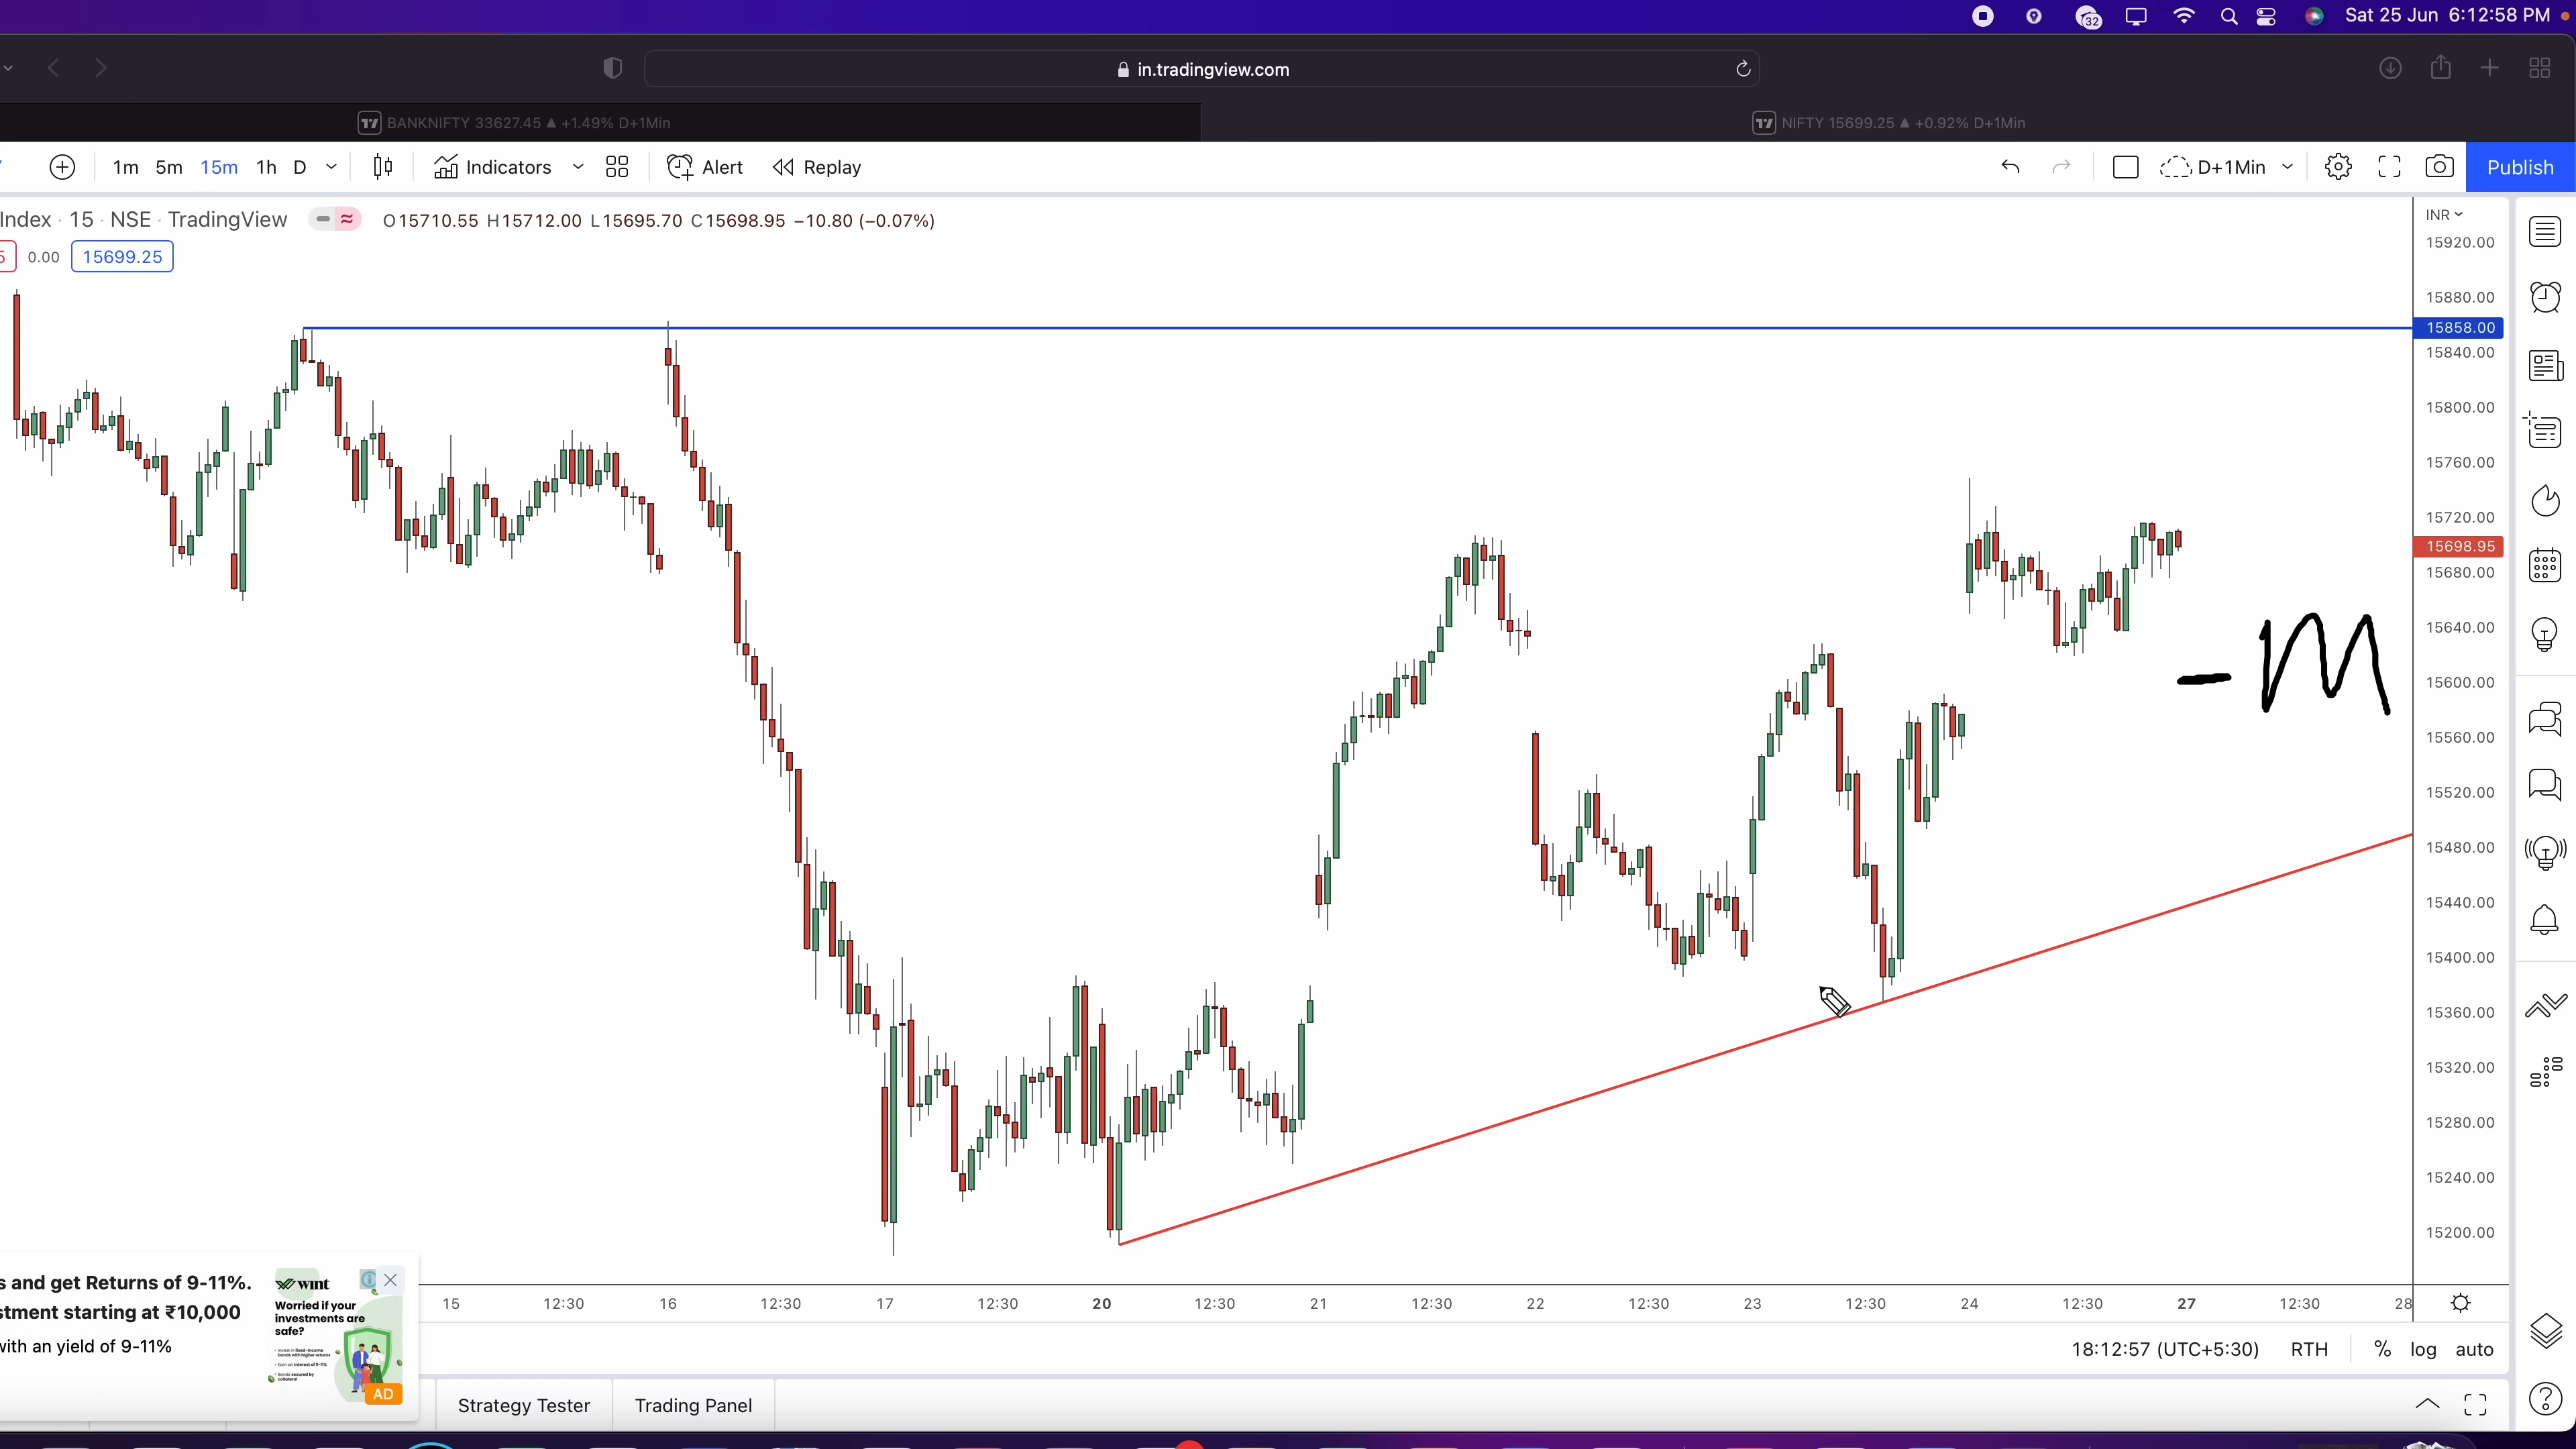 Sat 25 Jun 6:12:58 PM
32
in.tradingview.com
BANKNIFTY 33627.45 ▲ +1.49% D+1Min
NIFTY 15699.25 ▲ +0.92% D+1Min
1m 5m 15m 1h D Indicators Alert Replay D+1Min Publish
Index · 15 · NSE · TradingView O15710.55 H15712.00 L15695.70 C15698.95 −10.80 (−0.07%)
5 0.00 15699.25
INR
15920.00
15880.00
15858.00
15840.00
15800.00
15760.00
15720.00
15698.95
15680.00
15640.00
15600.00
15560.00
15520.00
15480.00
15440.00
15400.00
15360.00
15320.00
15280.00
15240.00
15200.00
- M
s and get Returns of 9-11%.
stment starting at ₹10,000
with an yield of 9-11%
wint
Worried if your
investments are
safe?
AD
15 12:30 16 12:30 17 12:30 20 12:30 21 12:30 22 12:30 23 12:30 24 12:30 27 12:30 28
18:12:57 (UTC+5:30) RTH % log auto
Strategy Tester Trading Panel